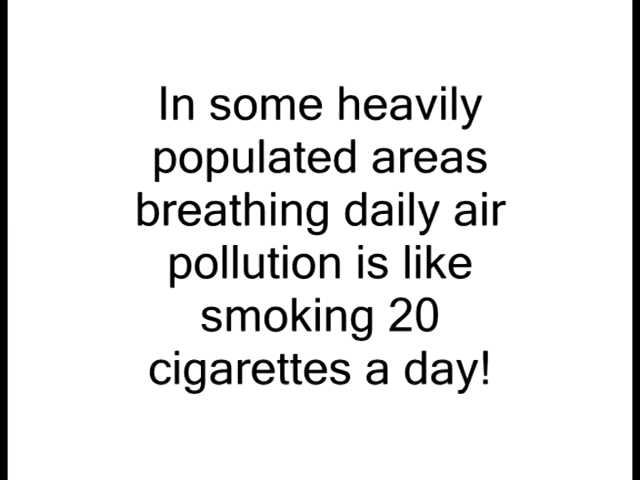 In some heavily
populated areas
breathing daily air
pollution is like
smoking 20
cigarettes a day!